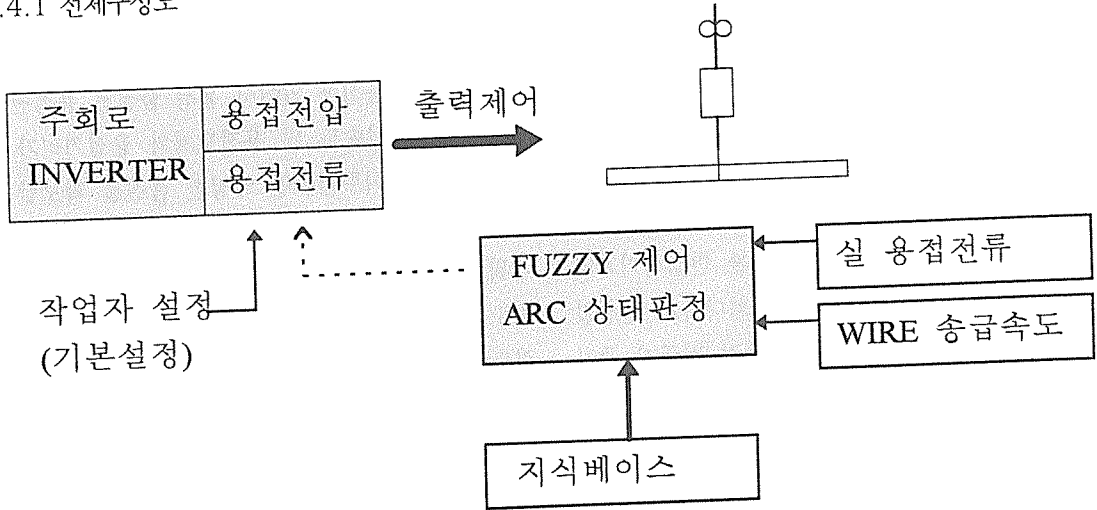 .4.1 전체구성도
주회로
INVERTER
용접전압
용접전류
출력제어
작업자 설정
(기본설정)
FUZZY 제어
ARC 상태판정
실 용접전류
WIRE 송급속도
지식베이스